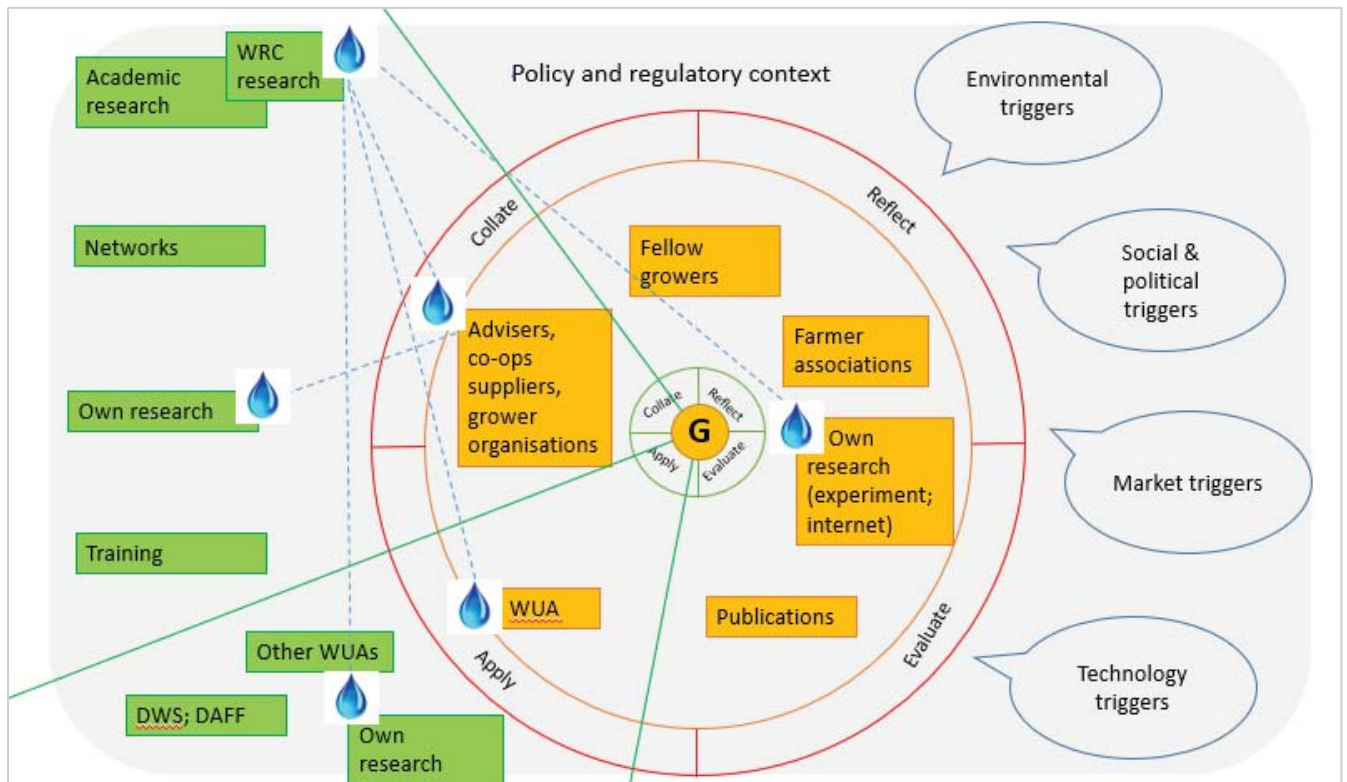 WRC
research
Academic
research
Policy and regulatory context
Environmental
triggers
Collate
Reflect
Networks
Fellow
growers
Social &
political
triggers
Advisers,
co-ops
suppliers,
grower
organisations
Farmer
associations
Own research
Collate
Reflect
G
Apply
Evaluate
Own
research
(experiment;
internet)
Market triggers
Training
WUA
Publications
Apply
Evaluate
Other WUAs
DWS; DAFF
Own
research
Technology
triggers